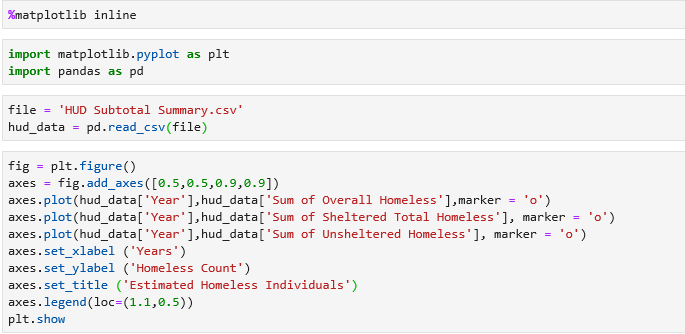 %matplotlib inline
import matplotlib.pyplot as plt
import pandas as pd
file = 'HUD Subtotal Summary.csv'
hud_data = pd.read_csv(file)
fig = plt.figure()
axes = fig.add_axes([0.5,0.5,0.9,0.9])
axes.plot(hud_data['Year'],hud_data['Sum of Overall Homeless'],marker = 'o')
axes.plot(hud_data['Year'],hud_data['Sum of Sheltered Total Homeless'], marker = 'o')
axes.plot(hud_data['Year'],hud_data['Sum of Unsheltered Homeless'], marker = 'o')
axes.set_xlabel ('Years')
axes.set_ylabel ('Homeless Count')
axes.set_title ('Estimated Homeless Individuals')
axes.legend(loc=(1.1,0.5))
plt.show